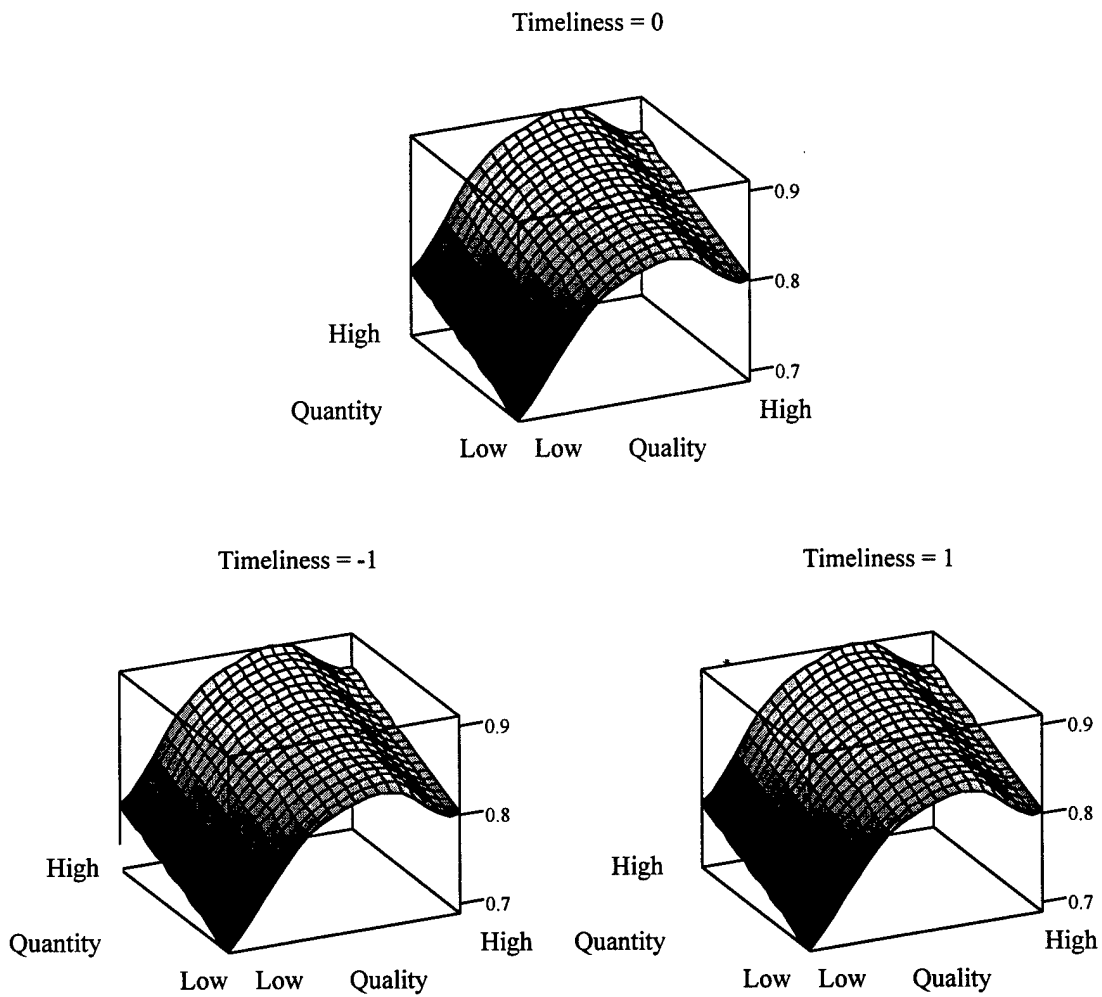 Timeliness = 0
0.9
0.8
High
0.7
Quantity
High
Low Low Quality
Timeliness = -1
0.9
0.8
High
0.7
Quantity
High
Low Low Quality
Timeliness = 1
0.9
0.8
High
0.7
Quantity
High
Low Low Quality